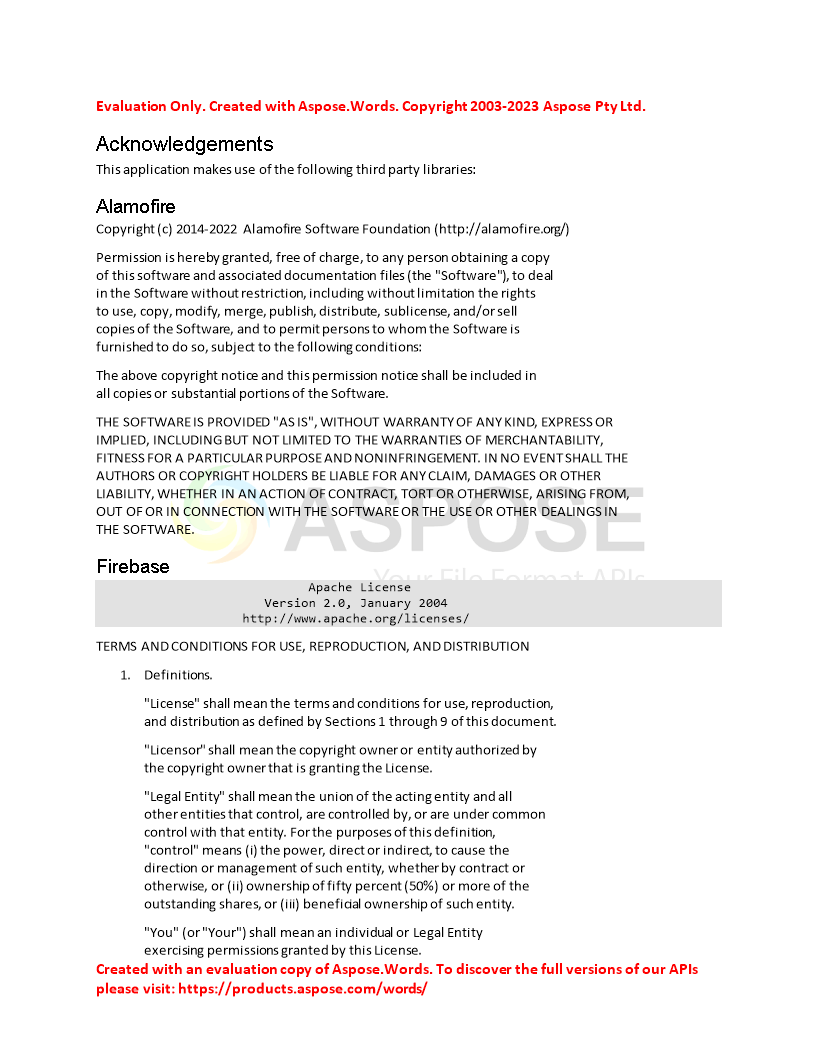 Evaluation Only. Created with Aspose.Words. Copyright 2003-2023 Aspose Pty Ltd.
Acknowledgements
This application makes use of the following third party libraries:
Alamofire
Copyright (c) 2014-2022 Alamofire Software Foundation (http://alamofire.org/)
Permission is hereby granted, free of charge, to any person obtaining a copy
of this software and associated documentation files (the "Software"), to deal
in the Software without restriction, including without limitation the rights
to use, copy, modify, merge, publish, distribute, sublicense, and/or sell
copies of the Software, and to permit persons to whom the Software is
furnished to do so, subject to the following conditions:
The above copyright notice and this permission notice shall be included in
all copies or substantial portions of the Software.
THE SOFTWARE IS PROVIDED "AS IS", WITHOUT WARRANTY OF ANY KIND, EXPRESS OR
IMPLIED, INCLUDING BUT NOT LIMITED TO THE WARRANTIES OF MERCHANTABILITY,
FITNESS FOR A PARTICULAR PURPOSE AND NONINFRINGEMENT. IN NO EVENT SHALL THE
AUTHORS OR COPYRIGHT HOLDERS BE LIABLE FOR ANY CLAIM, DAMAGES OR OTHER
LIABILITY, WHETHER IN AN ACTION OF CONTRACT, TORT OR OTHERWISE, ARISING FROM,
OUT OF OR IN CONNECTION WITH THE SOFTWARE OR THE USE OR OTHER DEALINGS IN
THE SOFTWARE.
ASPOSE
Your File Format APIs
Firebase
Apache License
Version 2.0, January 2004
http://www.apache.org/licenses/
TERMS AND CONDITIONS FOR USE, REPRODUCTION, AND DISTRIBUTION
1. Definitions.
"License" shall mean the terms and conditions for use, reproduction,
and distribution as defined by Sections 1 through 9 of this document.
"Licensor" shall mean the copyright owner or entity authorized by
the copyright owner that is granting the License.
"Legal Entity" shall mean the union of the acting entity and all
other entities that control, are controlled by, or are under common
control with that entity. For the purposes of this definition,
"control" means (i) the power, direct or indirect, to cause the
direction or management of such entity, whether by contract or
otherwise, or (ii) ownership of fifty percent (50%) or more of the
outstanding shares, or (iii) beneficial ownership of such entity.
"You" (or "Your") shall mean an individual or Legal Entity
exercising permissions granted by this License.
Created with an evaluation copy of Aspose.Words. To discover the full versions of our APIs
please visit: https://products.aspose.com/words/